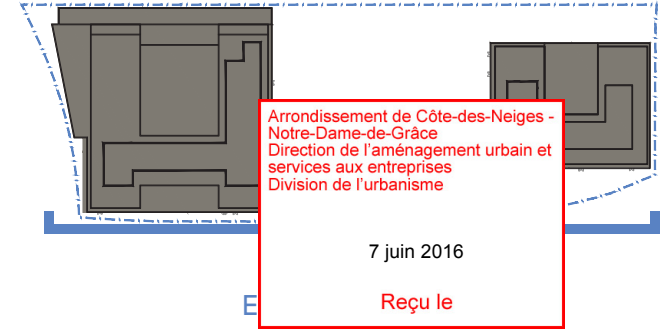 Arrondissement de Côte-des-Neiges -
Notre-Dame-de-Grâce
Direction de l'aménagement urbain et
services aux entreprises
Division de l'urbanisme
7 juin 2016
Reçu le